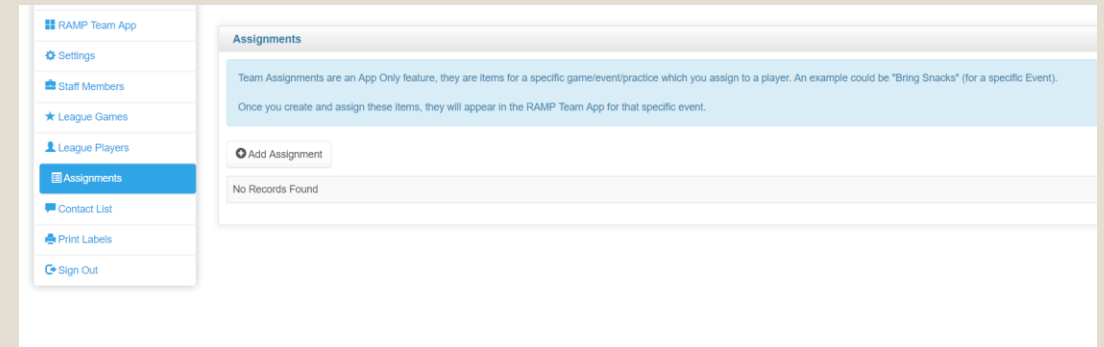 RAMP Team App
Settings
Staff Members
League Games
League Players
Assignments
Contact List
Print Labels
Sign Out
Assignments
Team Assignments are an App Only feature, they are items for a specific game/event/practice which you assign to a player. An example could be "Bring Snacks" (for a specific Event).
Once you create and assign these items, they will appear in the RAMP Team App for that specific event.
Add Assignment
No Records Found